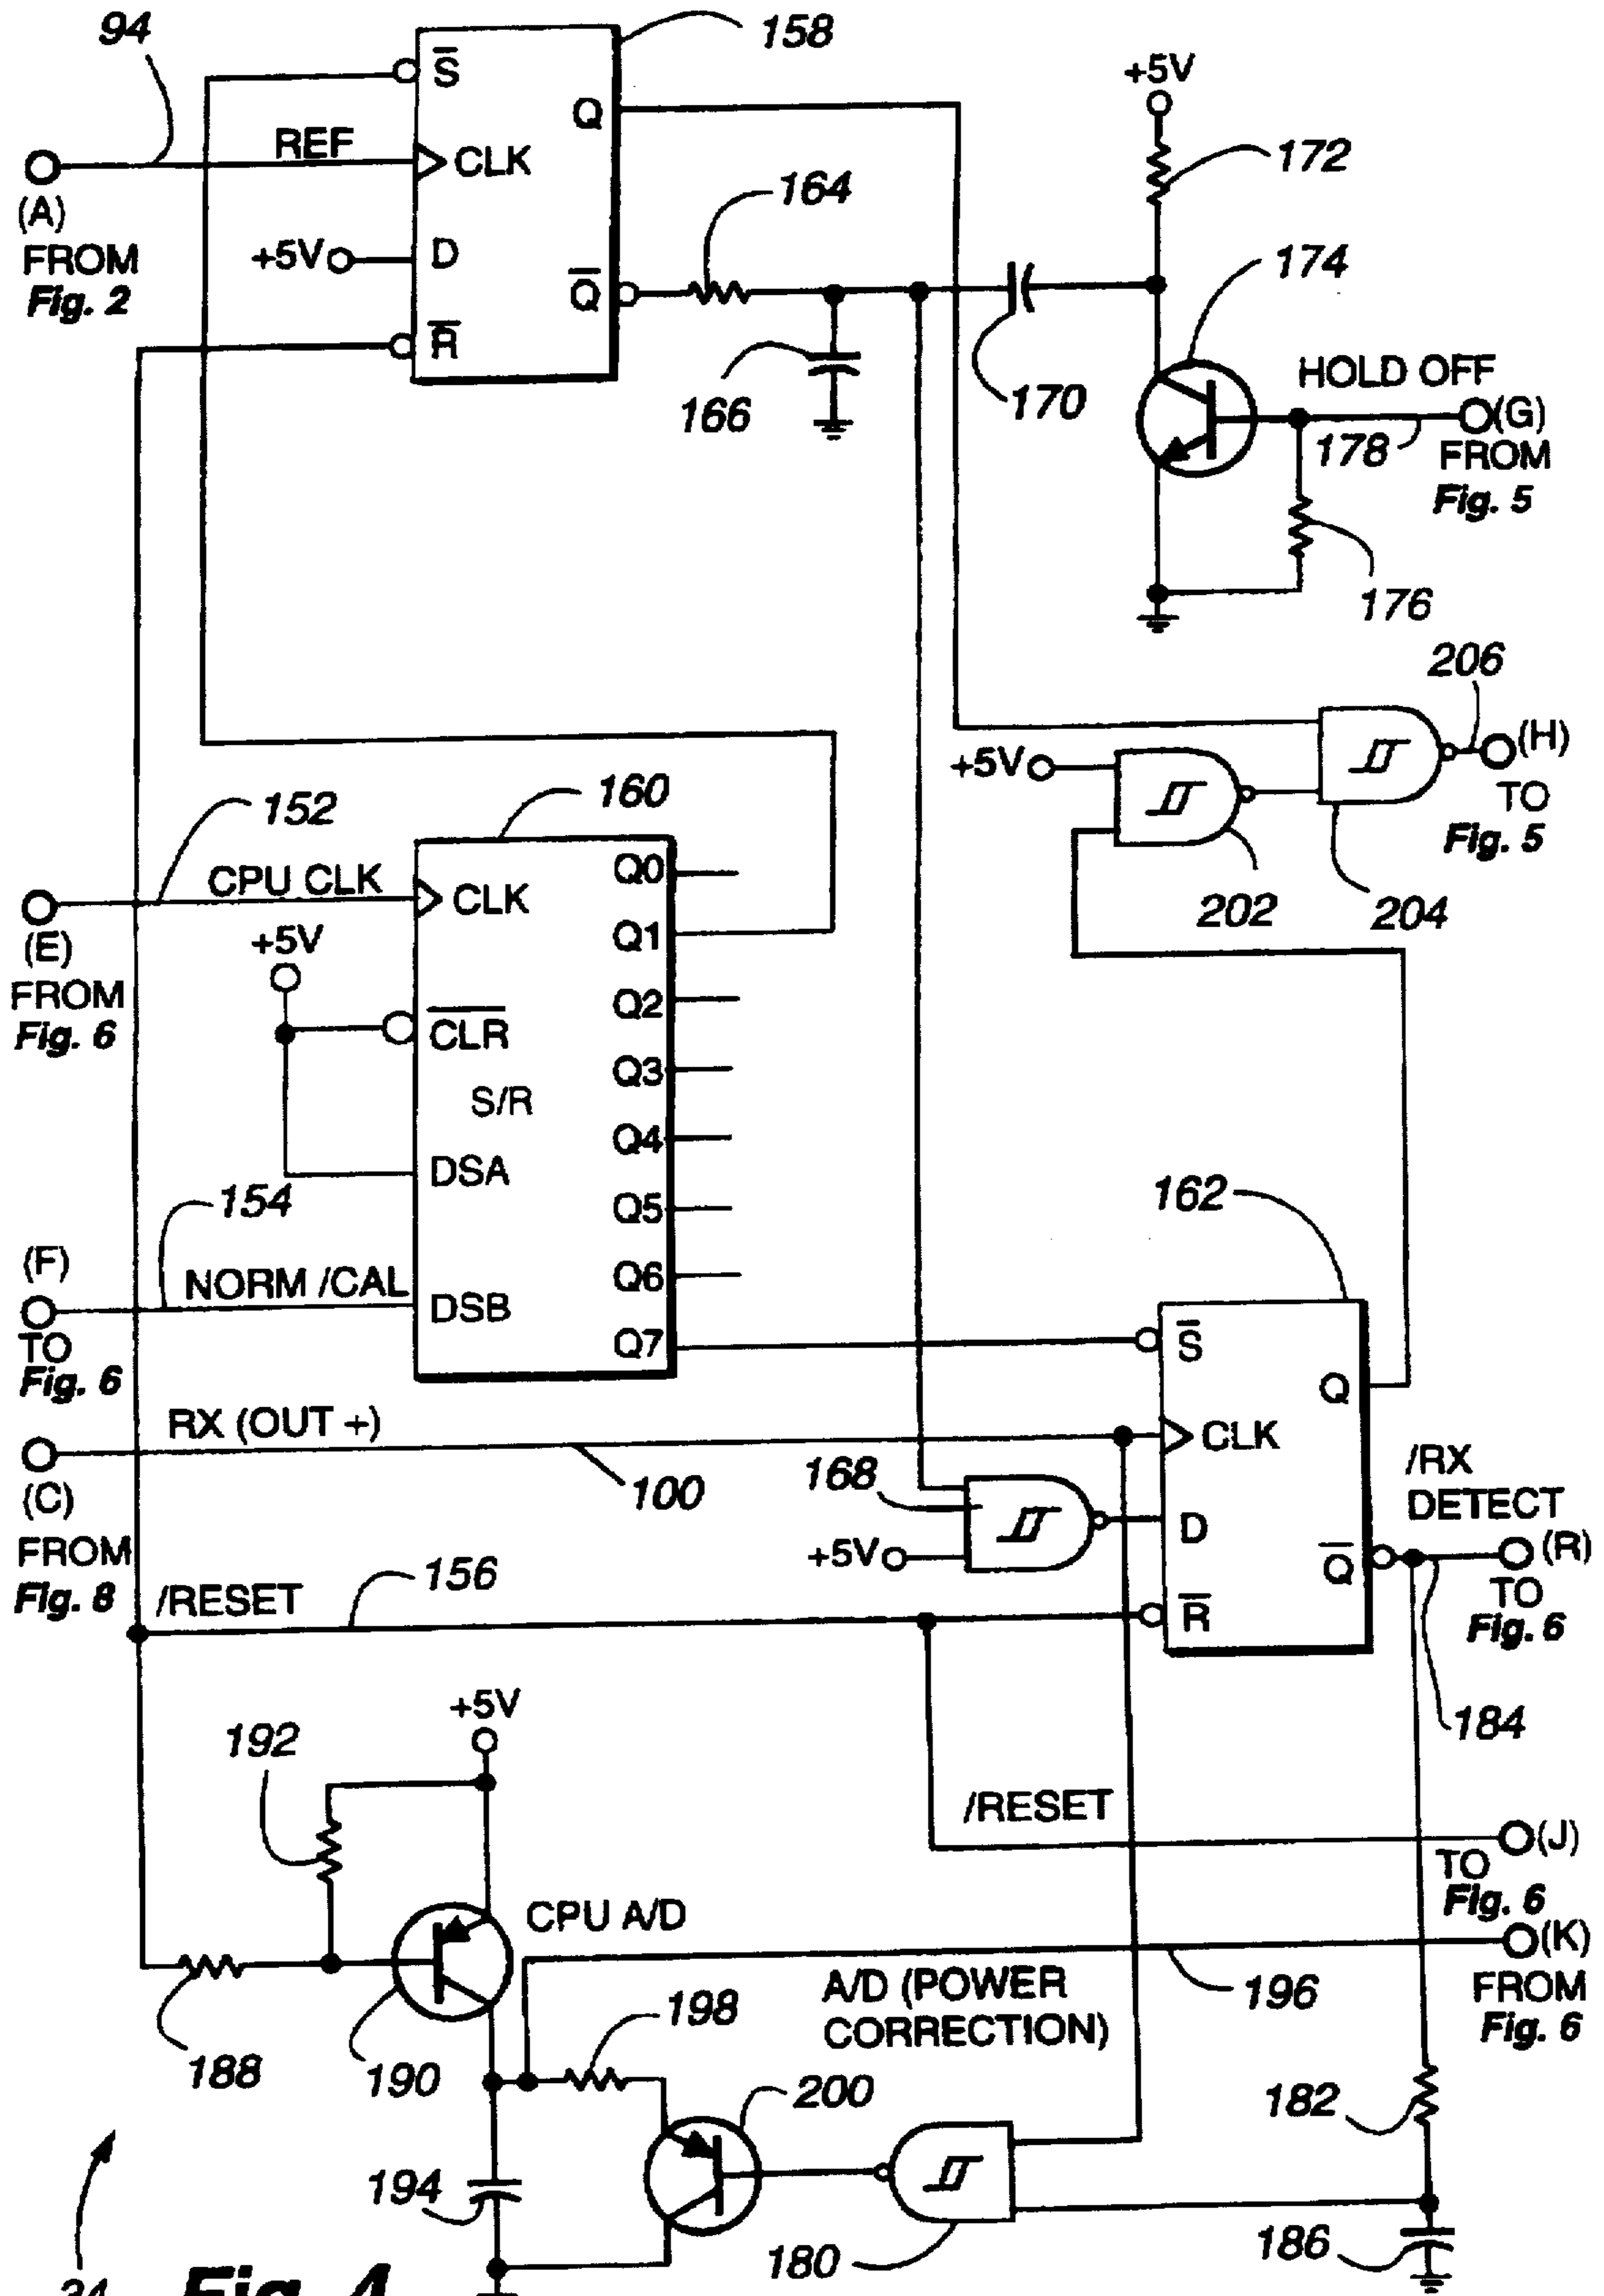 94
158
S
Q
REF
CLK
(A)
FROM
Fig. 2
+5V
D
Q
R
164
166
170
+5V
172
174
HOLD OFF
(G)
178
FROM
Fig. 5
176
206
(H)
TO
Fig. 5
+5V
202
204
152
160
CPU CLK
CLK
(E)
FROM
Fig. 6
+5V
CLR
S/R
DSA
154
(F)
NORM /CAL
DSB
TO
Fig. 6
Q0
Q1
Q2
Q3
Q4
Q5
Q6
Q7
162
S
Q
CLK
RX (OUT +)
100
(C)
FROM
Fig. 8
168
+5V
D
Q
R
/RX
DETECT
(R)
TO
Fig. 6
184
/RESET
156
+5V
192
/RESET
(J)
TO
Fig. 6
CPU A/D
(K)
FROM
Fig. 6
A/D (POWER
CORRECTION)
196
188
190
198
200
182
194
180
186
34
Fig. 4